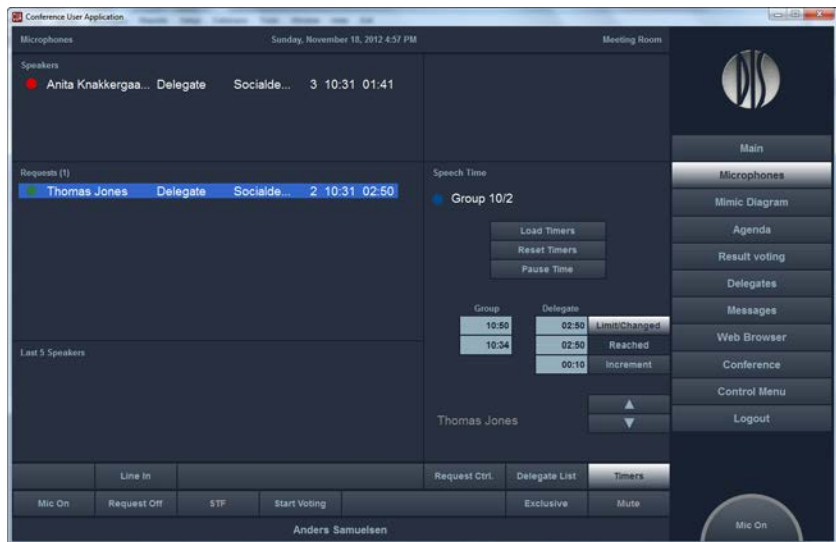 Conference User Application
Microphones Sunday, November 18, 2012 4:57 PM Meeting Room
Speakers
Anita Knakkergaa... Delegate Socialde... 3 10:31 01:41
Requests (1)
Thomas Jones Delegate Socialde... 2 10:31 02:50
Last 5 Speakers
Speech Time
Group 10/2
Load Timers
Reset Timers
Pause Time
Group Delegate
10:50 02:50 Limit/Changed
10:34 02:50 Reached
00:10 Increment
Thomas Jones
Line In Request Ctrl. Delegate List Timers
Mic On Request Off STF Start Voting Exclusive Mute
Anders Samuelsen
DIS
Main
Microphones
Mimic Diagram
Agenda
Result voting
Delegates
Messages
Web Browser
Conference
Control Menu
Logout
Mic On